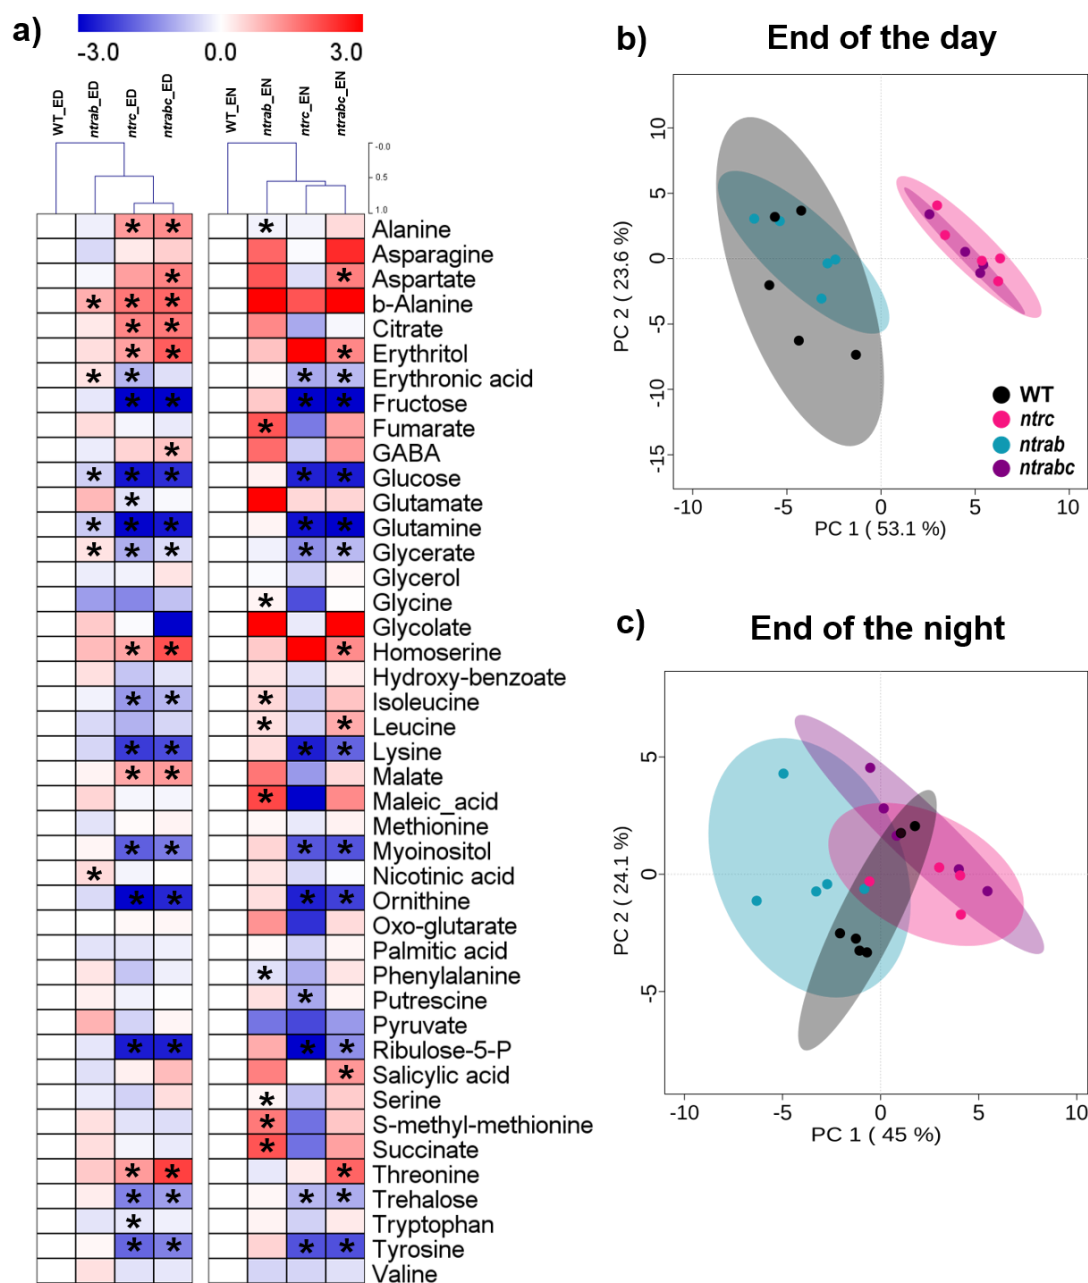 a)
-3.0 0.0 3.0
WT_ED
ntrab_ED
ntrc_ED
ntrabc_ED
WT_EN
ntrab_EN
ntrc_EN
ntrabc_EN
-0.0
0.5
1.0
Alanine
Asparagine
Aspartate
b-Alanine
Citrate
Erythritol
Erythronic acid
Fructose
Fumarate
GABA
Glucose
Glutamate
Glutamine
Glycerate
Glycerol
Glycine
Glycolate
Homoserine
Hydroxy-benzoate
Isoleucine
Leucine
Lysine
Malate
Maleic_acid
Methionine
Myoinositol
Nicotinic acid
Ornithine
Oxo-glutarate
Palmitic acid
Phenylalanine
Putrescine
Pyruvate
Ribulose-5-P
Salicylic acid
Serine
S-methyl-methionine
Succinate
Threonine
Trehalose
Tryptophan
Tyrosine
Valine
b)
End of the day
10
5
0
-5
-10
-15
PC 2 ( 23.6 %)
-10 -5 0 5 10
PC 1 ( 53.1 %)
WT
ntrc
ntrab
ntrabc
c)
End of the night
5
0
-5
PC 2 ( 24.1 %)
-10 -5 0 5 10
PC 1 ( 45 %)